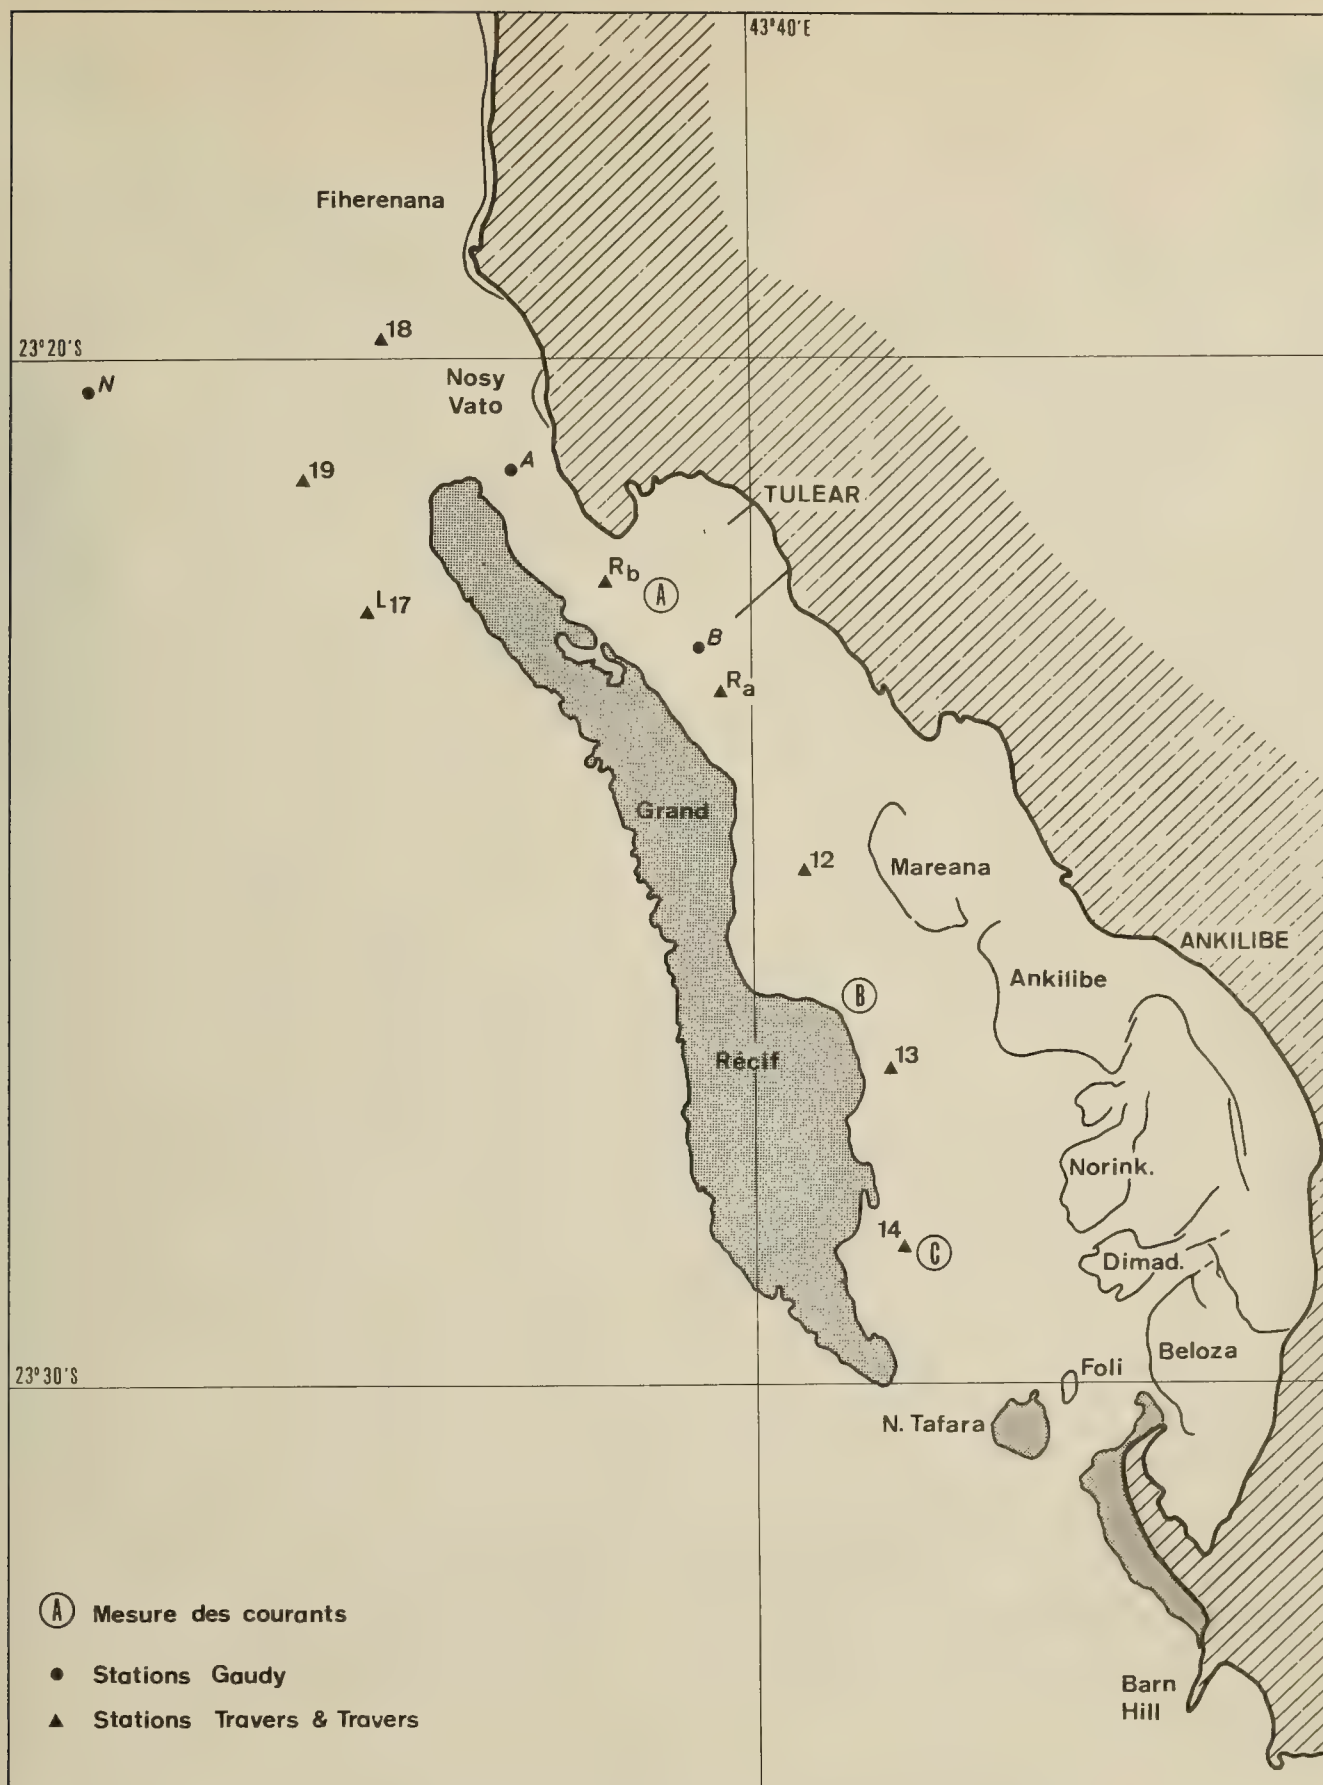 43°40'E
Fiherenana
18
23°20'S
N
Nosy
Vato
19
A
TULEAR
Rb
A
L17
B
Ra
Grand
12
Mareana
ANKILIBE
Ankilibe
B
Récif
13
Norink.
14
C
Dimad.
Beloza
23°30'S
Foli
N. Tafara
Barn
Hill
A Mesure des courants
Stations Gaudy
Stations Travers & Travers